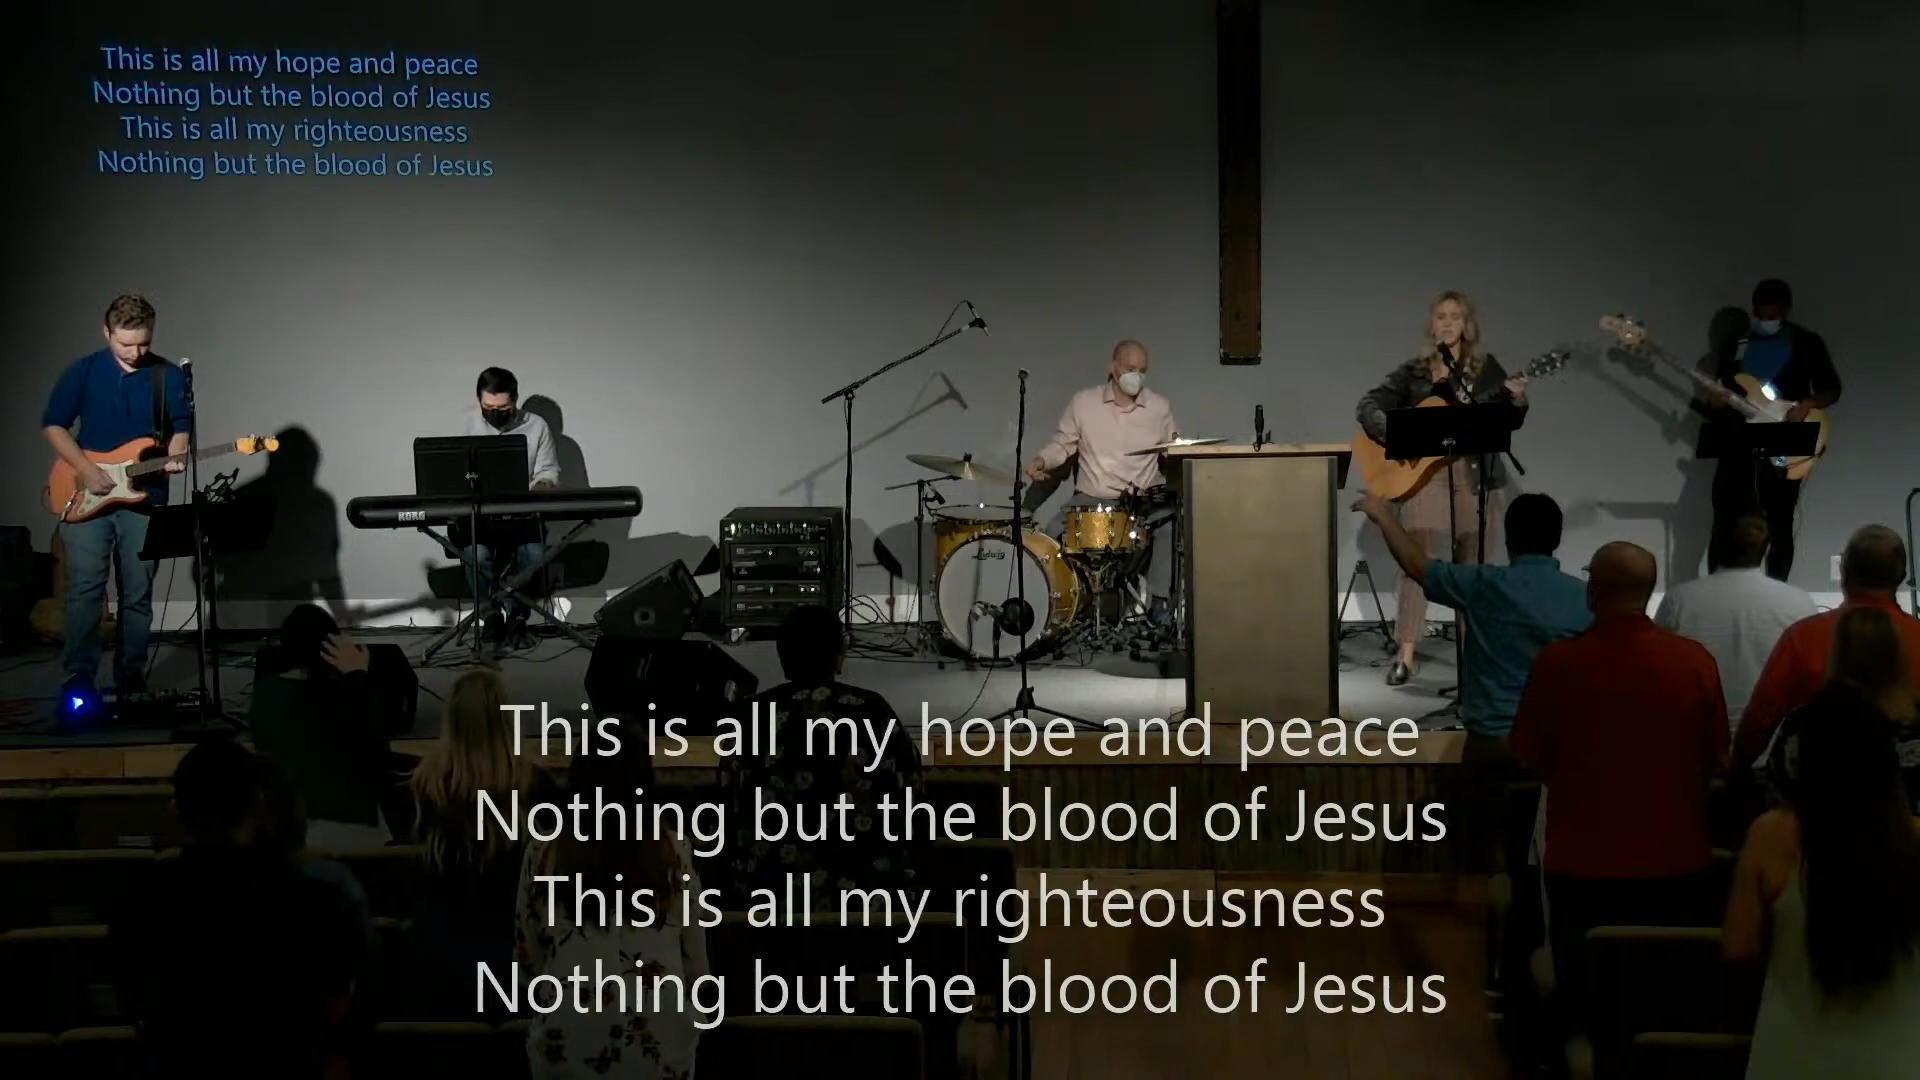 This is all my hope and peace
Nothing but the blood of Jesus
This is all my righteousness
Nothing but the blood of Jesus
KORG
Ludwig
This is all my hope and peace
Nothing but the blood of Jesus
This is all my righteousness
Nothing but the blood of Jesus